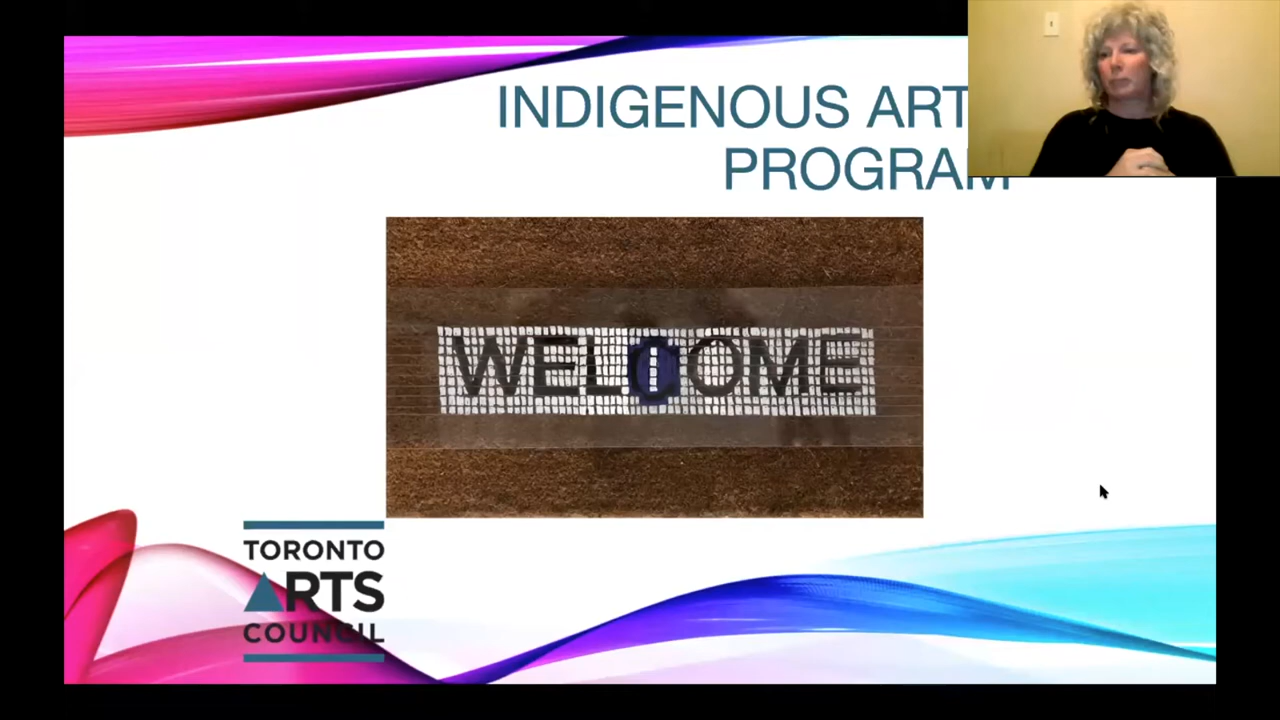 INDIGENOUS ART
PROGRAM
WELCOME
TORONTO
ARTS
COUNCIL